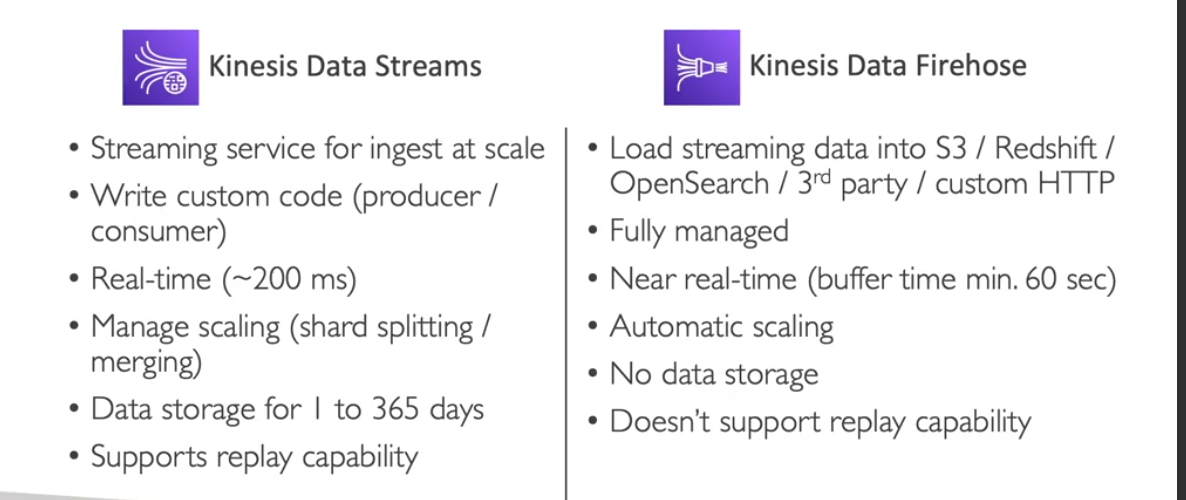 Kinesis Data Streams
• Streaming service for ingest at scale
• Write custom code (producer /
consumer)
• Real-time (~200 ms)
• Manage scaling (shard splitting /
merging)
• Data storage for 1 to 365 days
• Supports replay capability
Kinesis Data Firehose
• Load streaming data into S3 / Redshift /
OpenSearch / 3rd party / custom HTTP
• Fully managed
• Near real-time (buffer time min. 60 sec)
• Automatic scaling
• No data storage
• Doesn't support replay capability